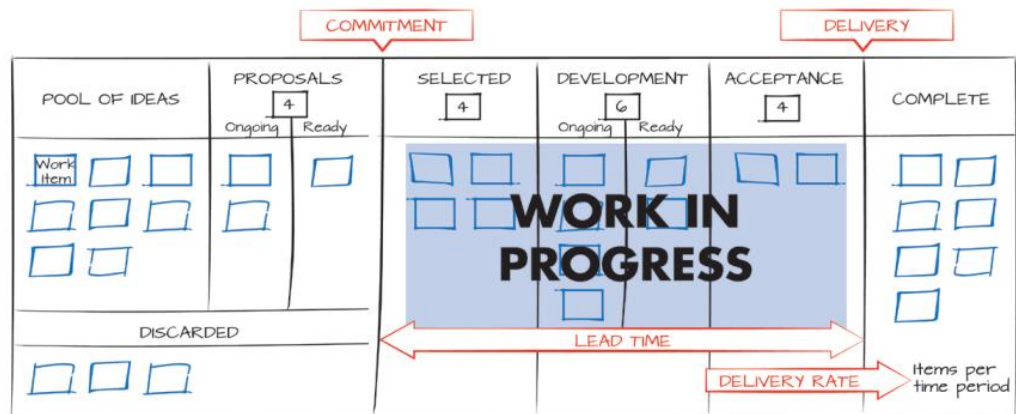 COMMITMENT
DELIVERY
POOL OF IDEAS
PROPOSALS
4
Ongoing
Ready
SELECTED
4
DEVELOPMENT
6
Ongoing
Ready
ACCEPTANCE
4
COMPLETE
Work
Item
WORK IN
PROGRESS
DISCARDED
LEAD TIME
DELIVERY RATE
Items per
time period